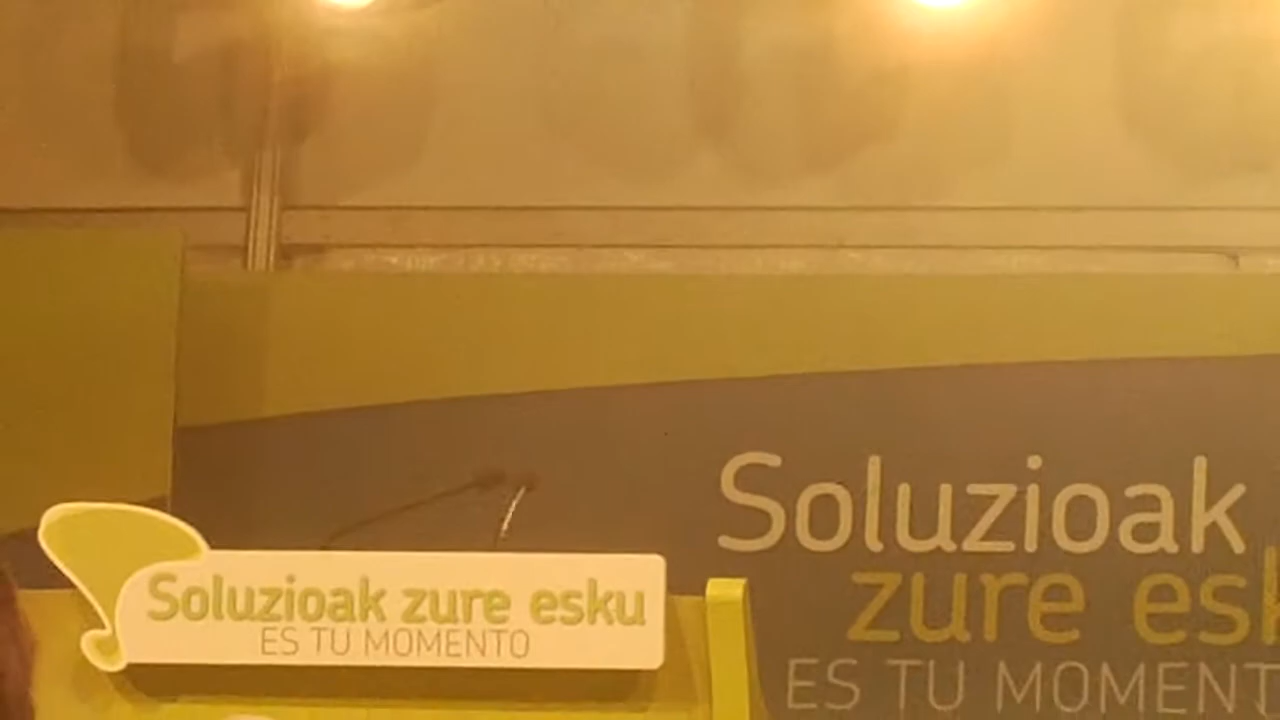 Soluzioak
zure esk
ES TU MOMENT
Soluzioak zure esku
ES TU MOMENTO